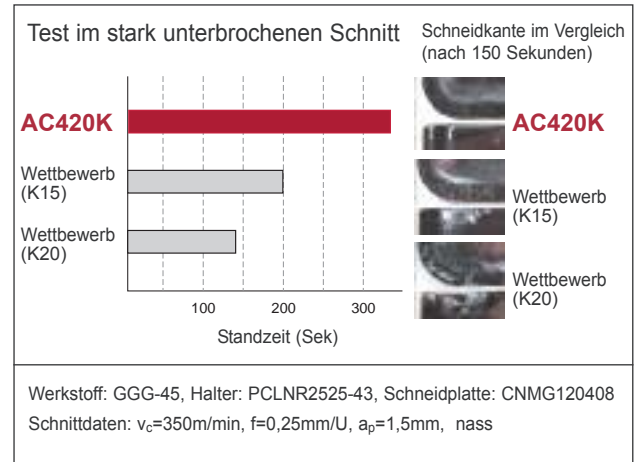 Test im stark unterbrochenen Schnitt
Schneidkante im Vergleich
(nach 150 Sekunden)
AC420K
AC420K
Wettbewerb
(K15)
Wettbewerb
(K15)
Wettbewerb
(K20)
Wettbewerb
(K20)
100 200 300
Standzeit (Sek)
Werkstoff: GGG-45, Halter: PCLNR2525-43, Schneidplatte: CNMG120408
Schnittdaten: vc=350m/min, f=0,25mm/U, ap=1,5mm, nass